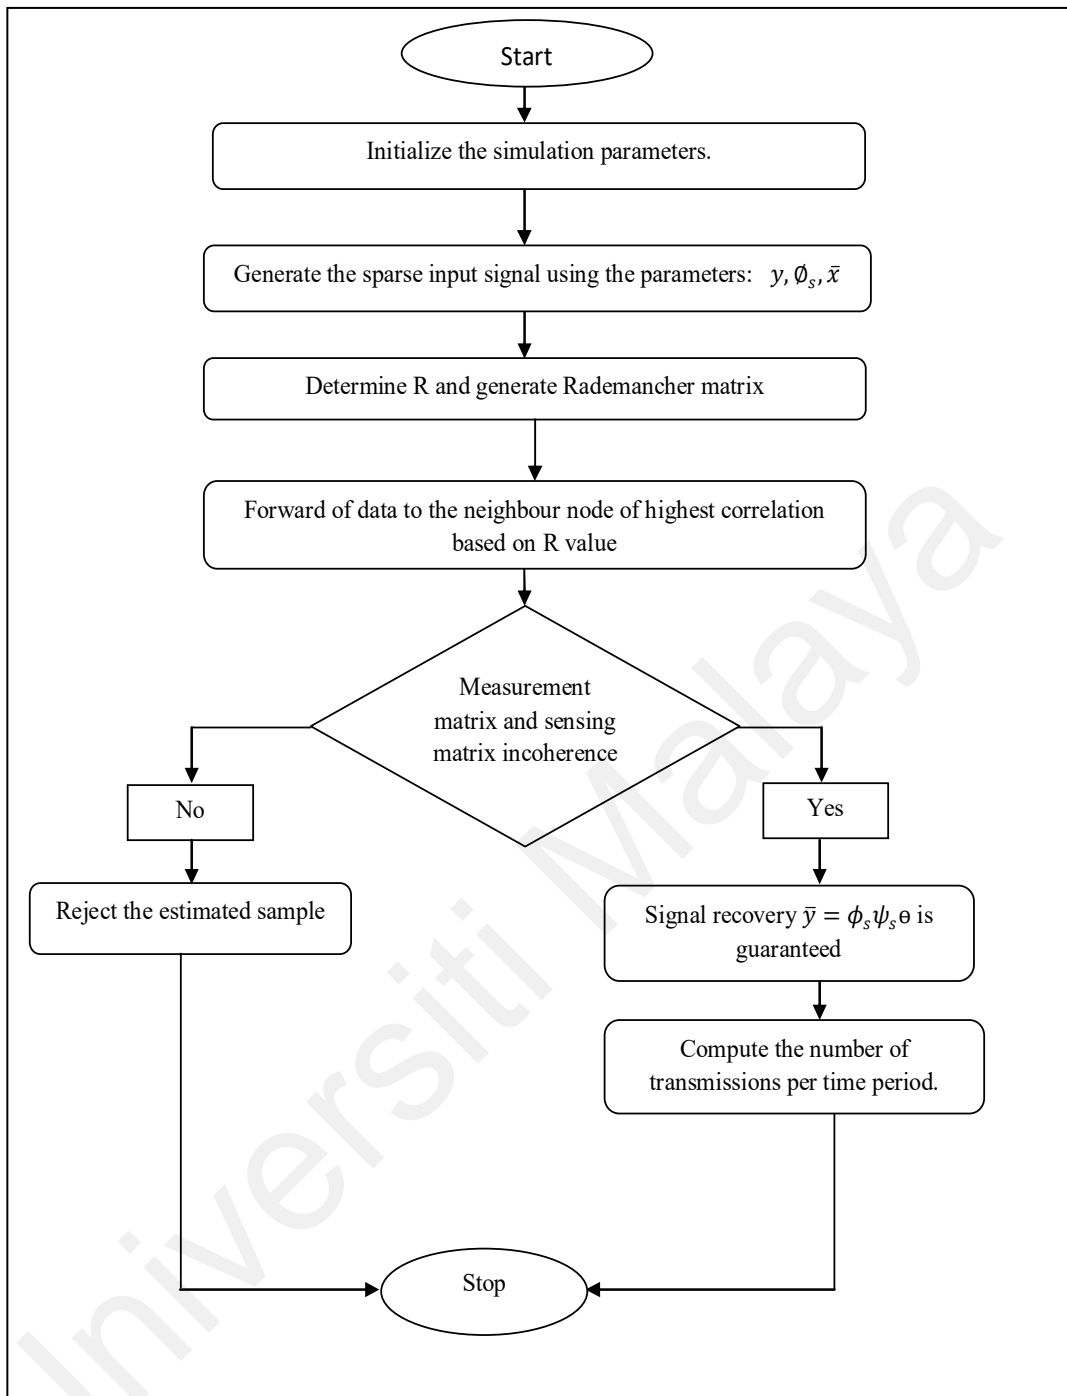 Start
Initialize the simulation parameters.
Generate the sparse input signal using the parameters: y, ∅ₛ, x̄
Determine R and generate Rademancher matrix
Forward of data to the neighbour node of highest correlation
based on R value
Measurement
matrix and sensing
matrix incoherence
No
Yes
Reject the estimated sample
Signal recovery ȳ = ϕₛψₛɵ is
guaranteed
Compute the number of
transmissions per time period.
Stop
Universiti Malaya